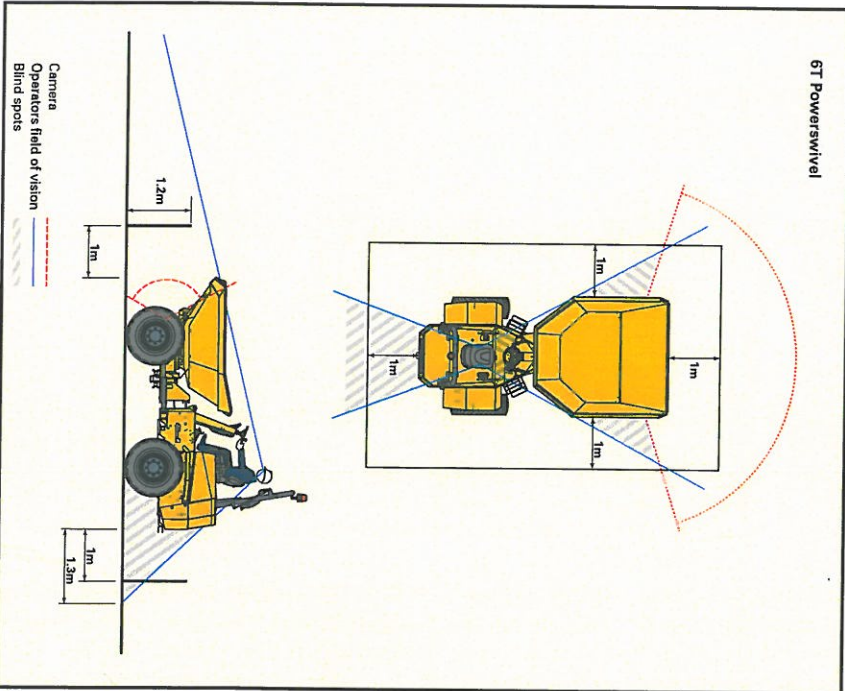 6T Powerswivel
1m
1m
1m
1m
1.2m
1m
1m
1.3m
Camera
Operators field of vision
Blind spots